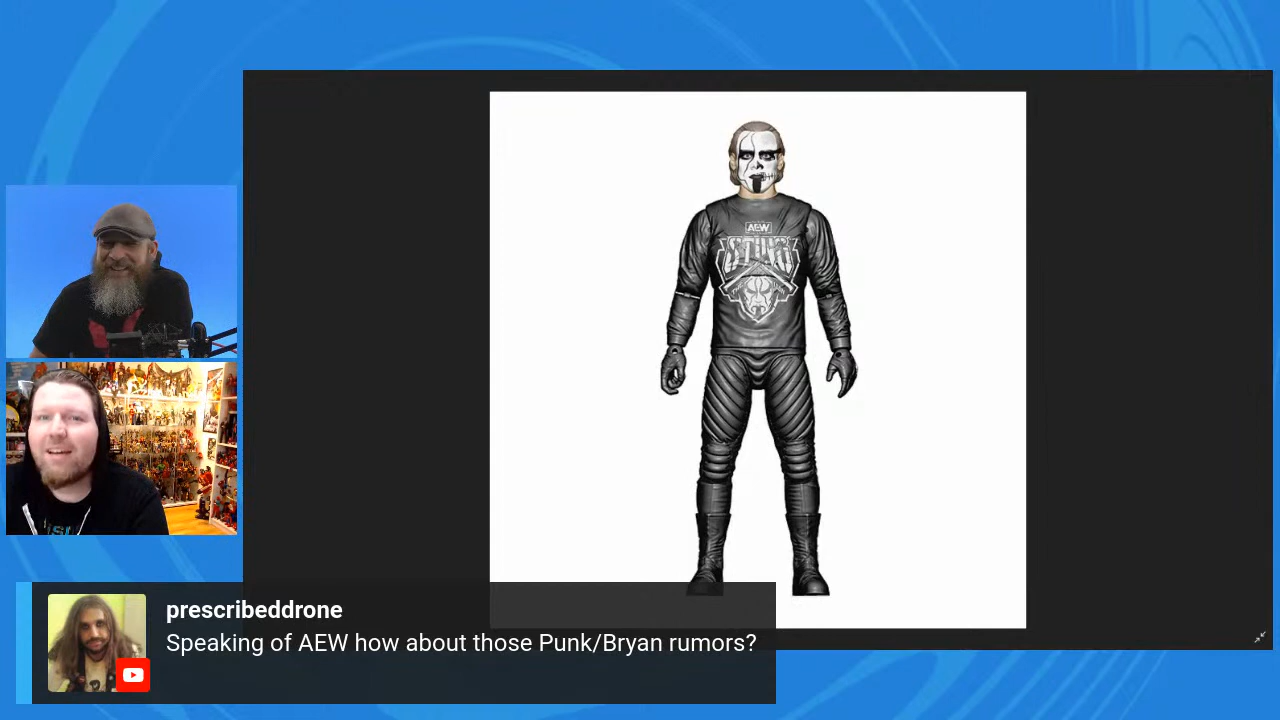 AEW
STING
prescribeddrone
Speaking of AEW how about those Punk/Bryan rumors?